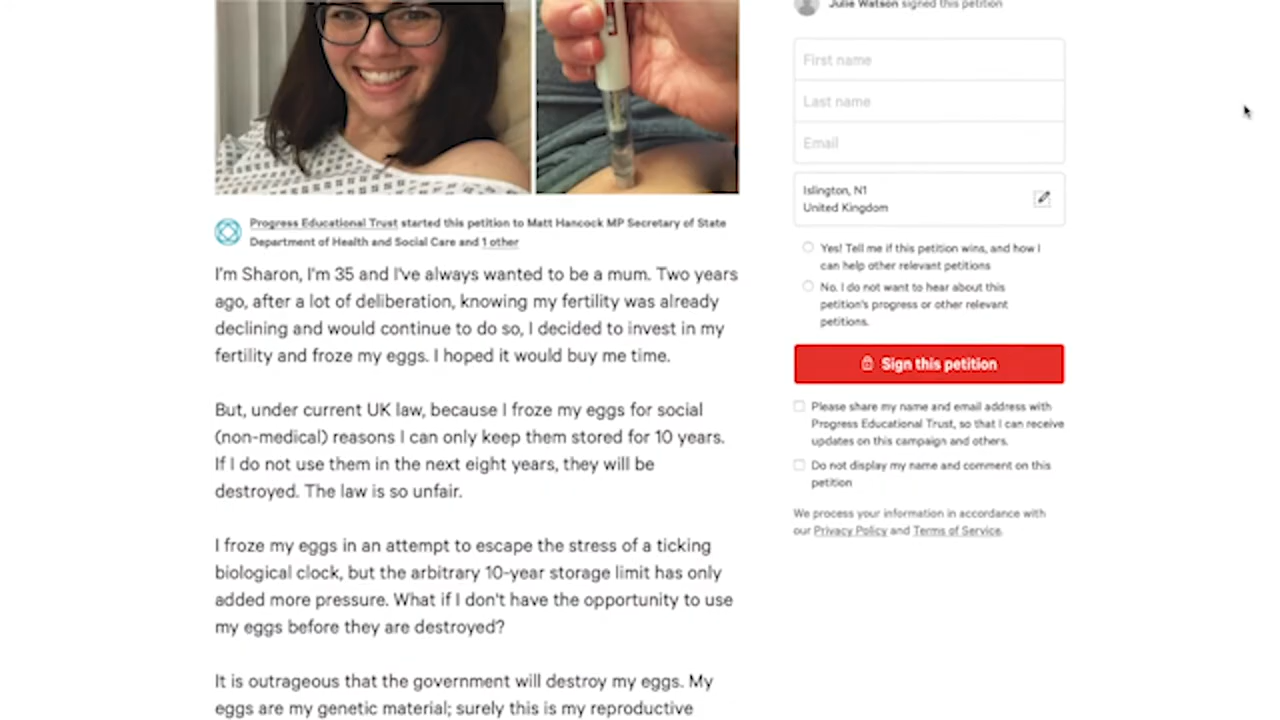 Julie Watson signed this petition
First name
Last name
Email
Islington, N1
United Kingdom
Yes! Tell me if this petition wins, and how I
can help other relevant petitions
No. I do not want to hear about this
petition's progress or other relevant
petitions.
Sign this petition
Please share my name and email address with
Progress Educational Trust, so that I can receive
updates on this campaign and others.
Do not display my name and comment on this
petition
We process your information in accordance with
our Privacy Policy and Terms of Service.
Progress Educational Trust started this petition to Matt Hancock MP Secretary of State
Department of Health and Social Care and 1 other
I'm Sharon, I'm 35 and I've always wanted to be a mum. Two years
ago, after a lot of deliberation, knowing my fertility was already
declining and would continue to do so, I decided to invest in my
fertility and froze my eggs. I hoped it would buy me time.
But, under current UK law, because I froze my eggs for social
(non-medical) reasons I can only keep them stored for 10 years.
If I do not use them in the next eight years, they will be
destroyed. The law is so unfair.
I froze my eggs in an attempt to escape the stress of a ticking
biological clock, but the arbitrary 10-year storage limit has only
added more pressure. What if I don't have the opportunity to use
my eggs before they are destroyed?
It is outrageous that the government will destroy my eggs. My
eggs are my genetic material; surely this is my reproductive